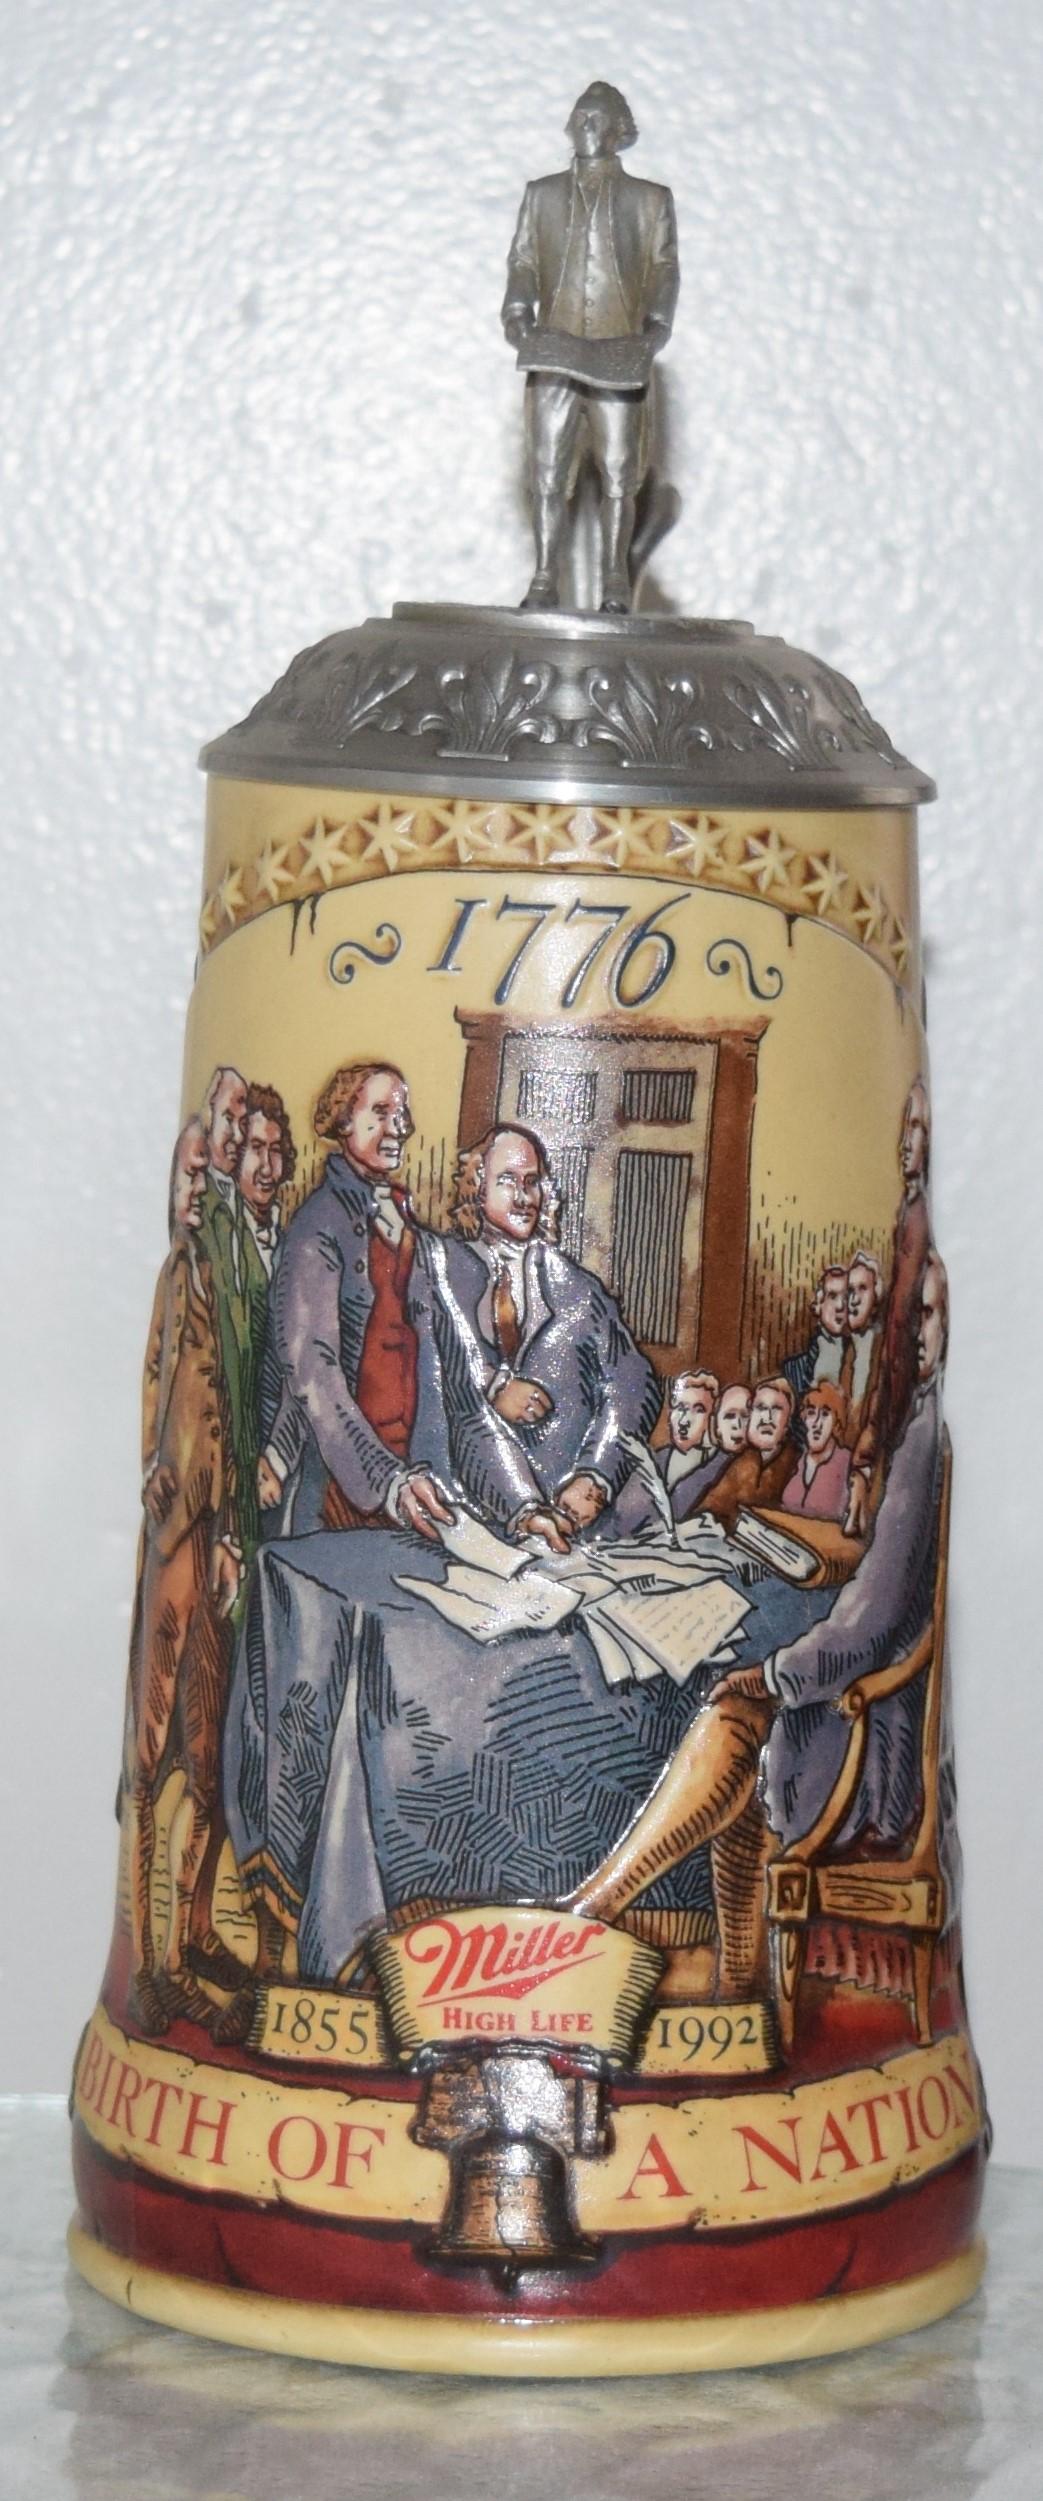 1776
Miller
HIGH LIFE
1855
1992
BIRTH OF A NATION